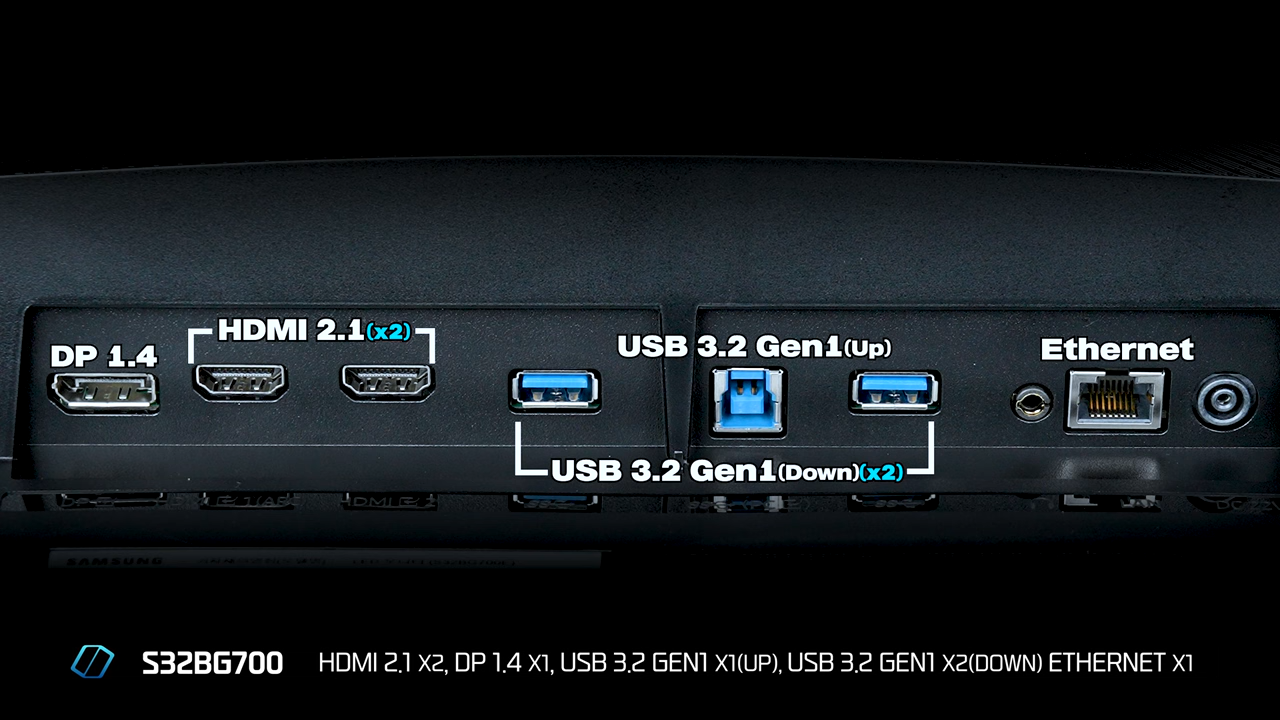 HDMI 2.1(x2)
DP 1.4
USB 3.2 Gen1(Up)
Ethernet
USB 3.2 Gen1(Down)(x2)
SAMSUNG
S32BG700 HDMI 2.1 X2, DP 1.4 X1, USB 3.2 GEN1 X1(UP), USB 3.2 GEN1 X2(DOWN) ETHERNET X1